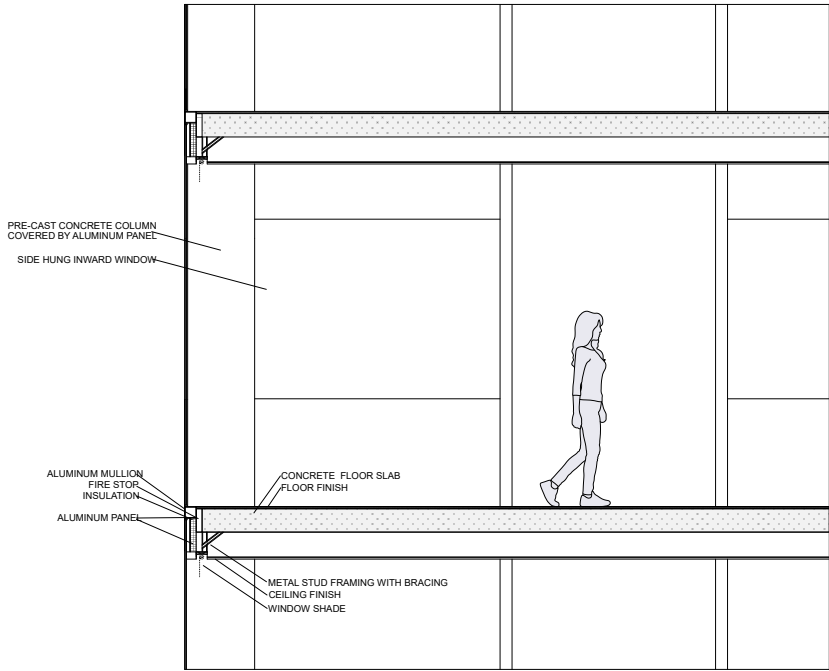 PRE-CAST CONCRETE COLUMN
COVERED BY ALUMINUM PANEL
SIDE HUNG INWARD WINDOW
ALUMINUM MULLION
FIRE STOP
INSULATION
ALUMINUM PANEL
CONCRETE FLOOR SLAB
FLOOR FINISH
METAL STUD FRAMING WITH BRACING
CEILING FINISH
WINDOW SHADE